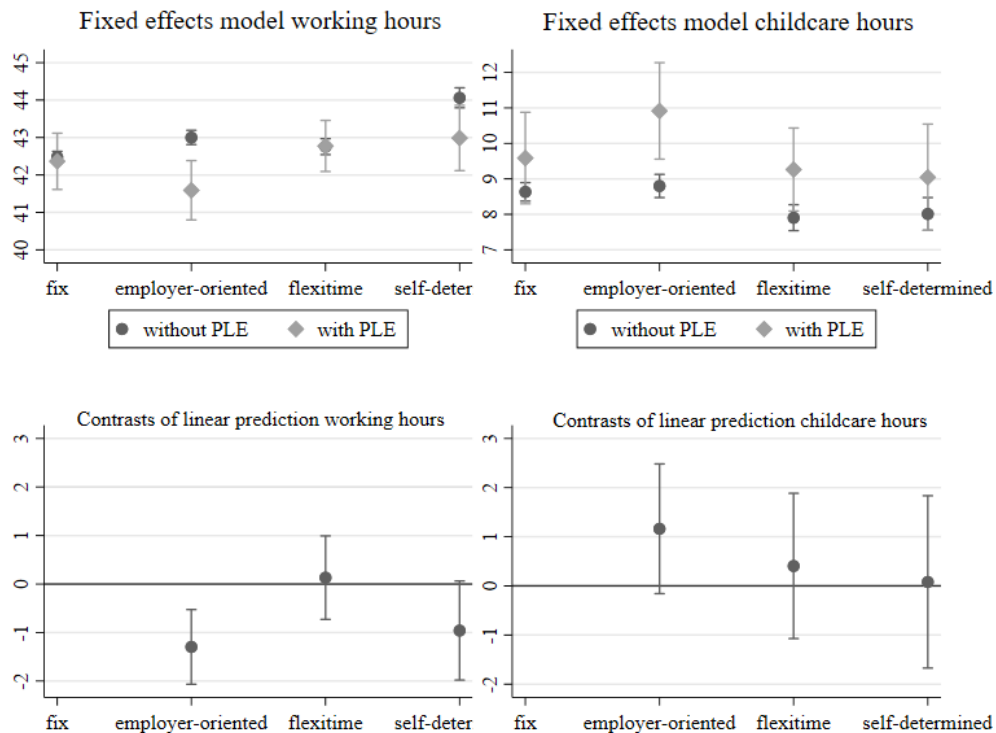 Fixed effects model working hours
45
44
43
42
41
40
fix employer-oriented flexitime self-deter
without PLE with PLE
Fixed effects model childcare hours
12
11
10
9
8
7
fix employer-oriented flexitime self-determined
without PLE with PLE
Contrasts of linear prediction working hours
3
2
1
0
-1
-2
fix employer-oriented flexitime self-deter
Contrasts of linear prediction childcare hours
3
2
1
0
-1
-2
fix employer-oriented flexitime self-determined